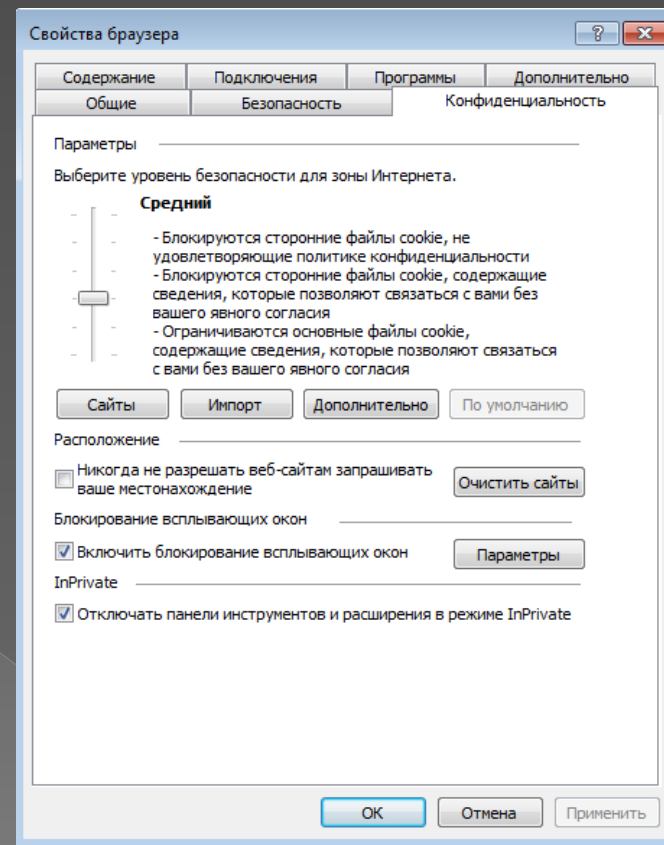 Свойства браузера
Содержание Подключения Программы Дополнительно
Общие Безопасность Конфиденциальность
Параметры
Выберите уровень безопасности для зоны Интернета.
Средний
- Блокируются сторонние файлы cookie, не
удовлетворяющие политике конфиденциальности
- Блокируются сторонние файлы cookie, содержащие
сведения, которые позволяют связаться с вами без
вашего явного согласия
- Ограничиваются основные файлы cookie,
содержащие сведения, которые позволяют связаться
с вами без вашего явного согласия
Сайты Импорт Дополнительно По умолчанию
Расположение
Никогда не разрешать веб-сайтам запрашивать
ваше местонахождение
Очистить сайты
Блокирование всплывающих окон
Включить блокирование всплывающих окон Параметры
InPrivate
Отключать панели инструментов и расширения в режиме InPrivate
ОК Отмена Применить